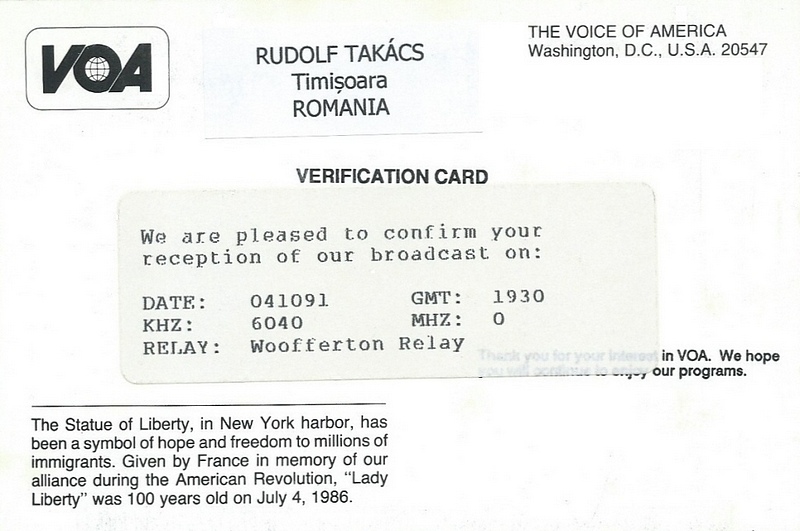 VOA
RUDOLF TAKÁCS
Timișoara
ROMANIA
THE VOICE OF AMERICA
Washington, D.C., U.S.A. 20547
VERIFICATION CARD
We are pleased to confirm your
reception of our broadcast on:
DATE: 041091 GMT: 1930
KHZ: 6040 MHZ: 0
RELAY: Woofferton Relay
Thank you for your interest in VOA. We hope
you will continue to enjoy our programs.
The Statue of Liberty, in New York harbor, has
been a symbol of hope and freedom to millions of
immigrants. Given by France in memory of our
alliance during the American Revolution, “Lady
Liberty” was 100 years old on July 4, 1986.